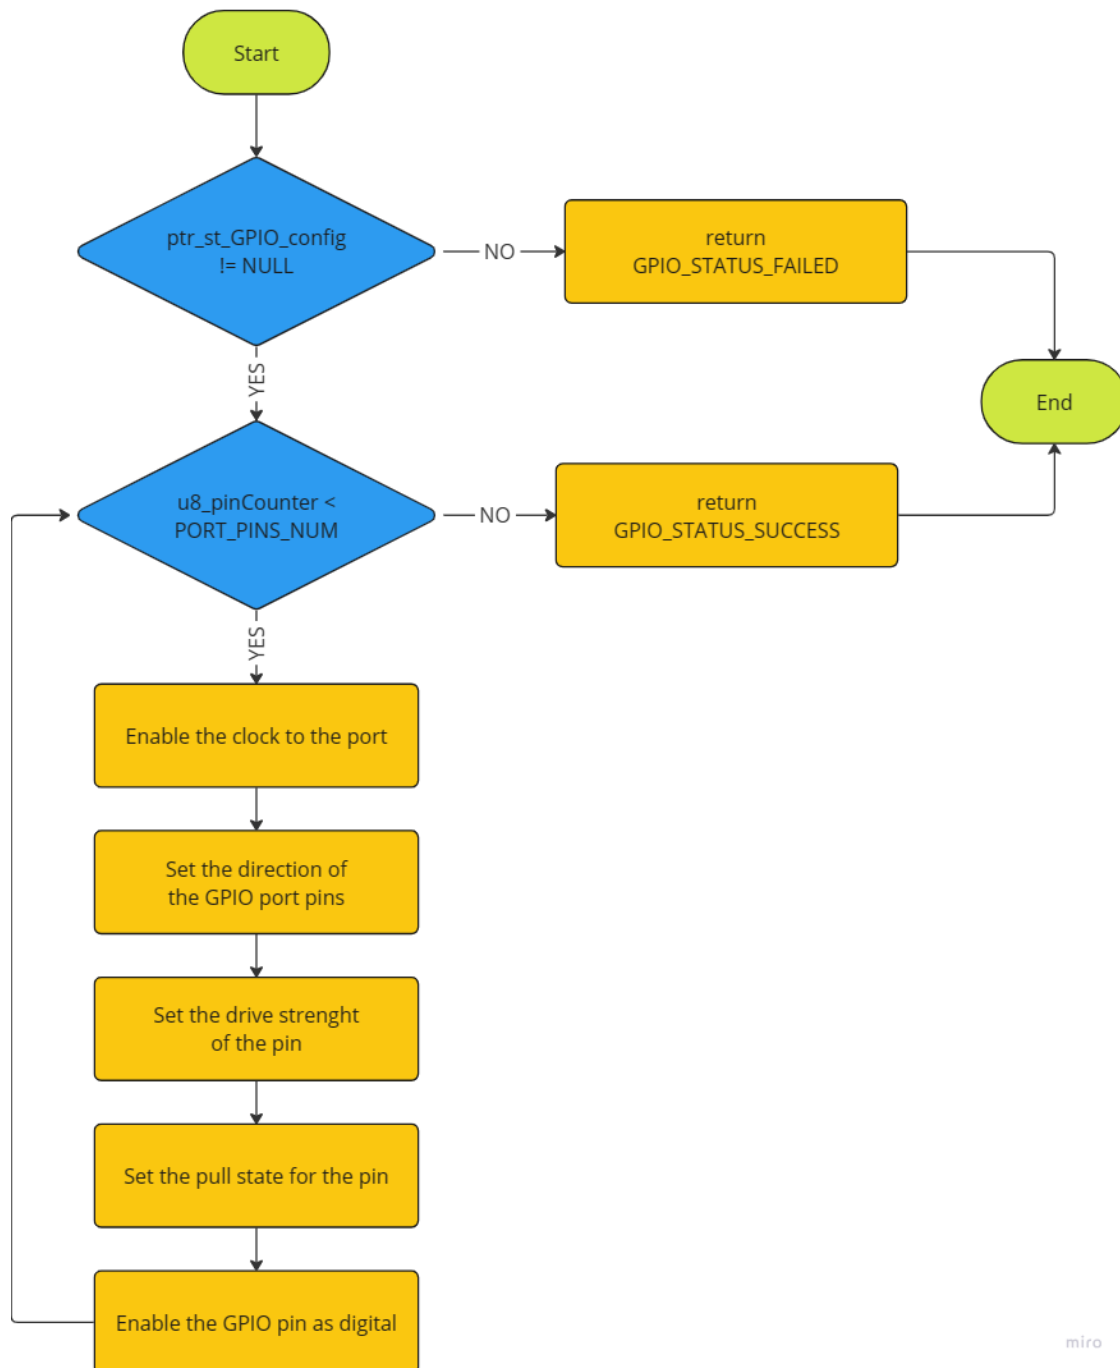 Start
ptr_st_GPIO_config
!= NULL
NO
return
GPIO_STATUS_FAILED
YES
End
u8_pinCounter <
PORT_PINS_NUM
NO
return
GPIO_STATUS_SUCCESS
YES
Enable the clock to the port
Set the direction of
the GPIO port pins
Set the drive strenght
of the pin
Set the pull state for the pin
Enable the GPIO pin as digital
miro